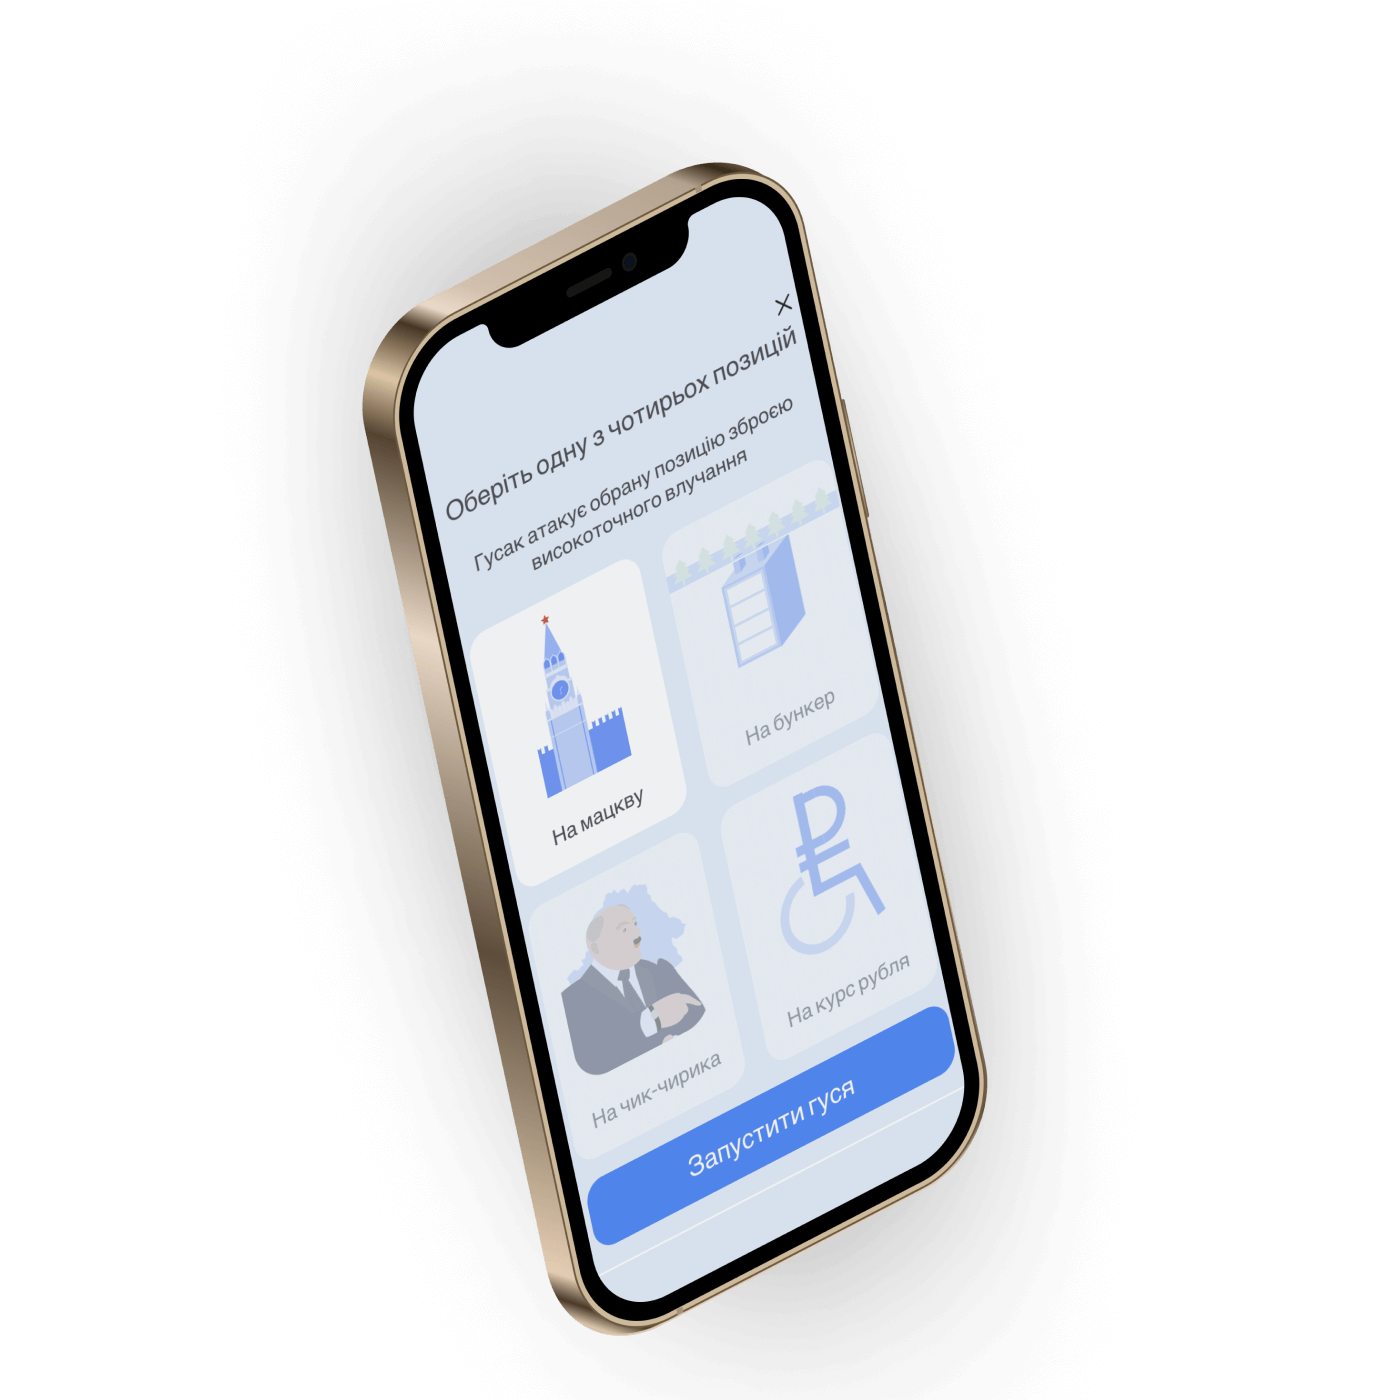 Оберіть одну з чотирьох позицій
Гусак атакує обрану позицію зброєю
високоточного влучання
На мацкву
На бункер
На чик-чирика
На курс рубля
Запустити гуся